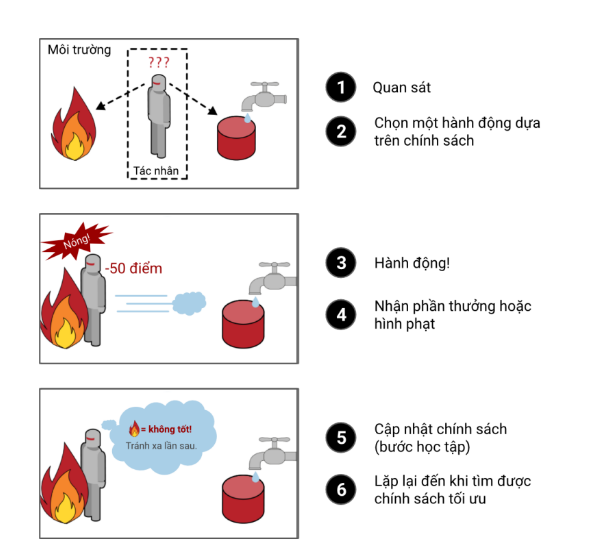 Môi trường
???
Tác nhân
1 Quan sát
2 Chọn một hành động dựa
trên chính sách
Nóng!
-50 điểm
3 Hành động!
4 Nhận phần thưởng hoặc
hình phạt
= không tốt!
Tránh xa lần sau.
5 Cập nhật chính sách
(bước học tập)
6 Lặp lại đến khi tìm được
chính sách tối ưu